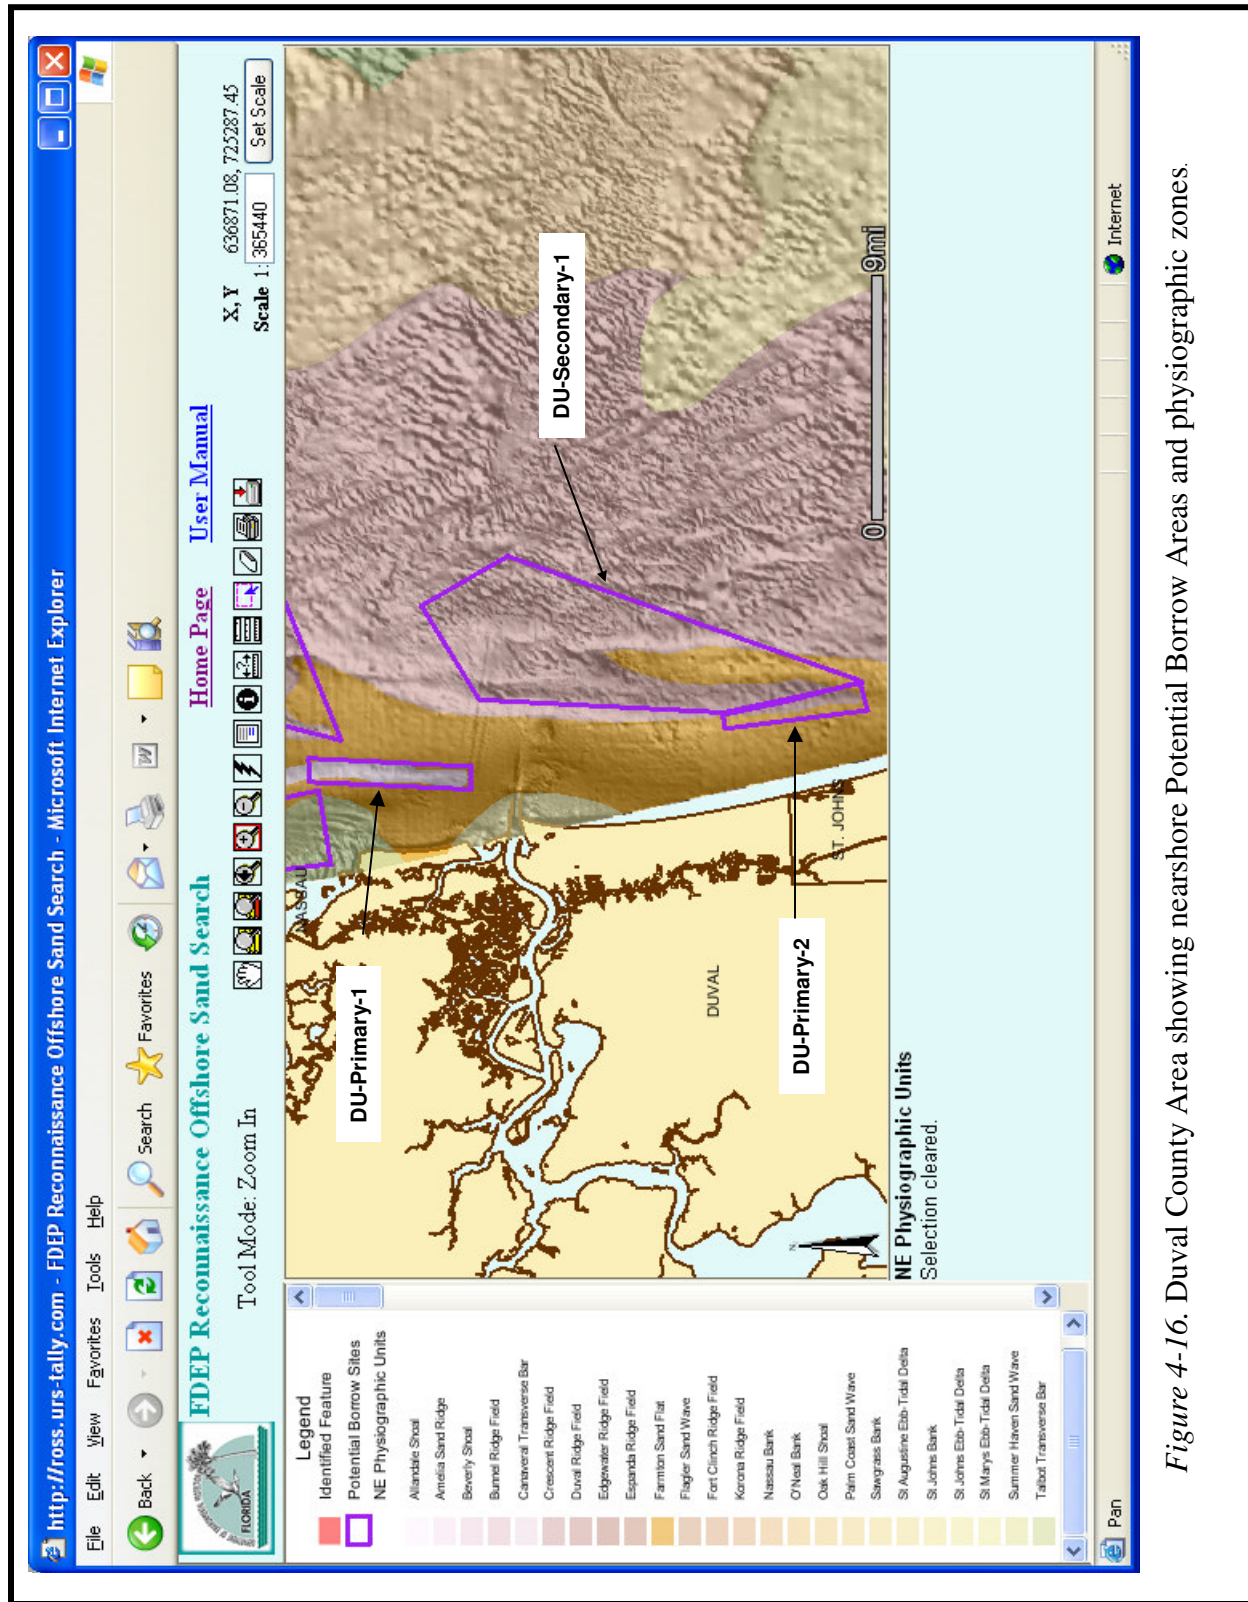 http://ross.urs-tally.com - FDEP Reconnaissance Offshore Sand Search - Microsoft Internet Explorer
File Edit View Favorites Tools Help
Back Search Favorites
FLORIDA
FDEP Reconnaissance Offshore Sand Search
Home Page
User Manual
X, Y 636871.08, 725287.45
Tool Mode: Zoom In
Scale 1: 365440
Set Scale
Legend
Identified Feature
Potential Borrow Sites
NE Physiographic Units
Allandale Shoal
Amelia Sand Ridge
Beverly Shoal
Bunnel Ridge Field
Canaveral Transverse Bar
Crescent Ridge Field
Duval Ridge Field
Edgewater Ridge Field
Espanda Ridge Field
Farmton Sand Flat
Flagler Sand Wave
Fort Clinch Ridge Field
Korona Ridge Field
Nassau Bank
O'Neal Bank
Oak Hill Shoal
Palm Coast Sand Wave
Sawgrass Bank
St Augustine Ebb-Tidal Delta
St Johns Bank
St Johns Ebb-Tidal Delta
St Marys Ebb-Tidal Delta
Summer Haven Sand Wave
Talbot Transverse Bar
NASSAU
DU-Primary-1
DU-Secondary-1
DUVAL
DU-Primary-2
ST. JOHNS
N
0 9mi
NE Physiographic Units
Selection cleared.
Pan
Internet
Figure 4-16. Duval County Area showing nearshore Potential Borrow Areas and physiographic zones.